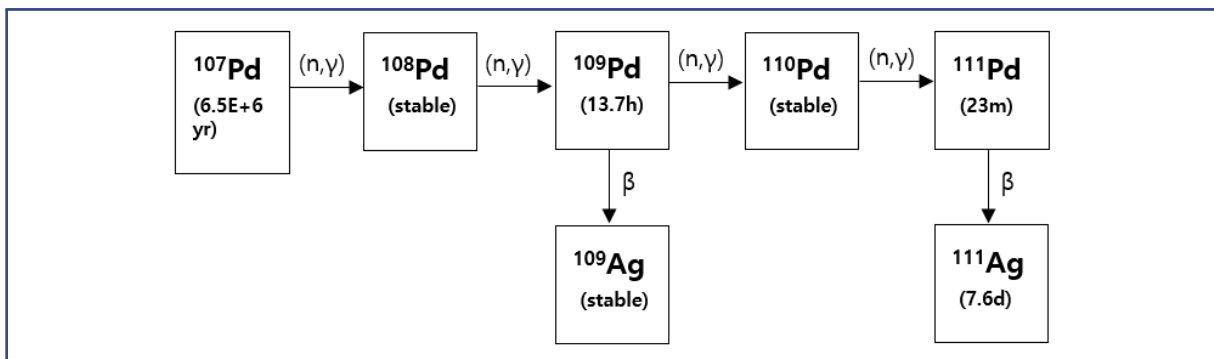 ¹⁰⁷Pd
(6.5E+6
yr)
(n,γ)
¹⁰⁸Pd
(stable)
(n,γ)
¹⁰⁹Pd
(13.7h)
(n,γ)
¹¹⁰Pd
(stable)
(n,γ)
¹¹¹Pd
(23m)
β
β
¹⁰⁹Ag
(stable)
¹¹¹Ag
(7.6d)